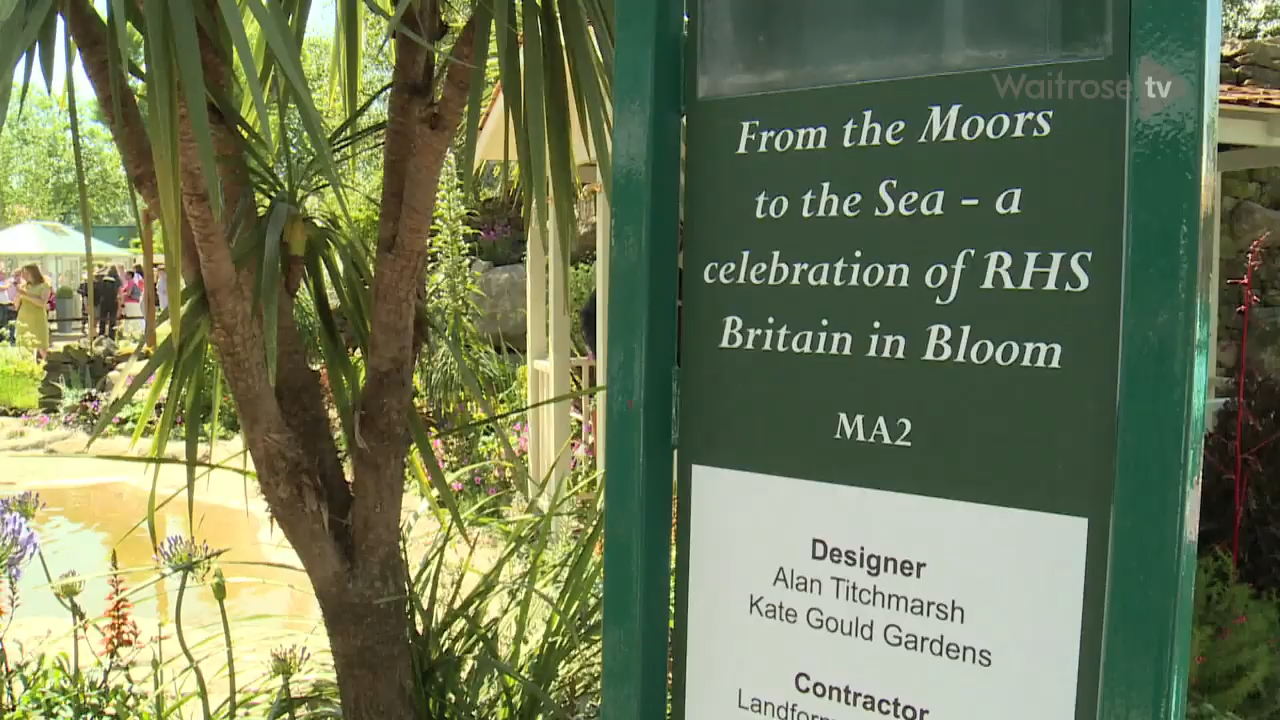 Waitrose tv
From the Moors
to the Sea - a
celebration of RHS
Britain in Bloom
MA2
Designer
Alan Titchmarsh
Kate Gould Gardens
Contractor